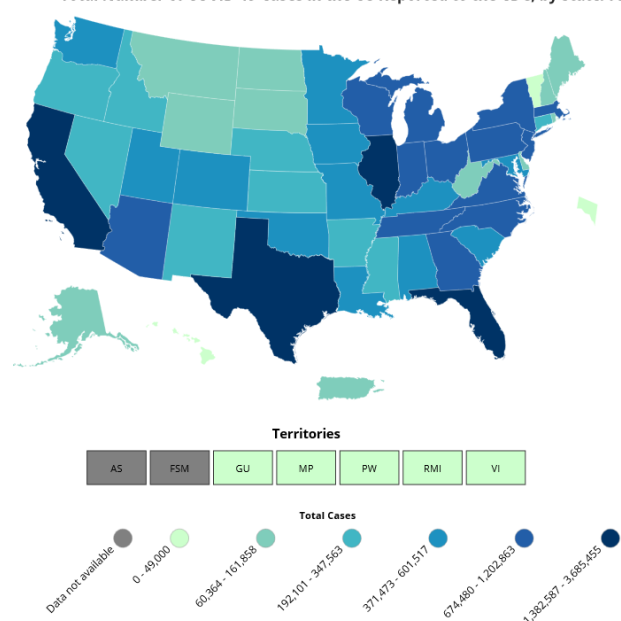 Territories
AS
FSM
GU
MP
PW
RMI
VI
Total Cases
Data not available
0 - 49,000
60,364 - 161,858
192,101 - 347,563
371,473 - 601,517
674,480 - 1,202,863
1,382,587 - 3,685,455